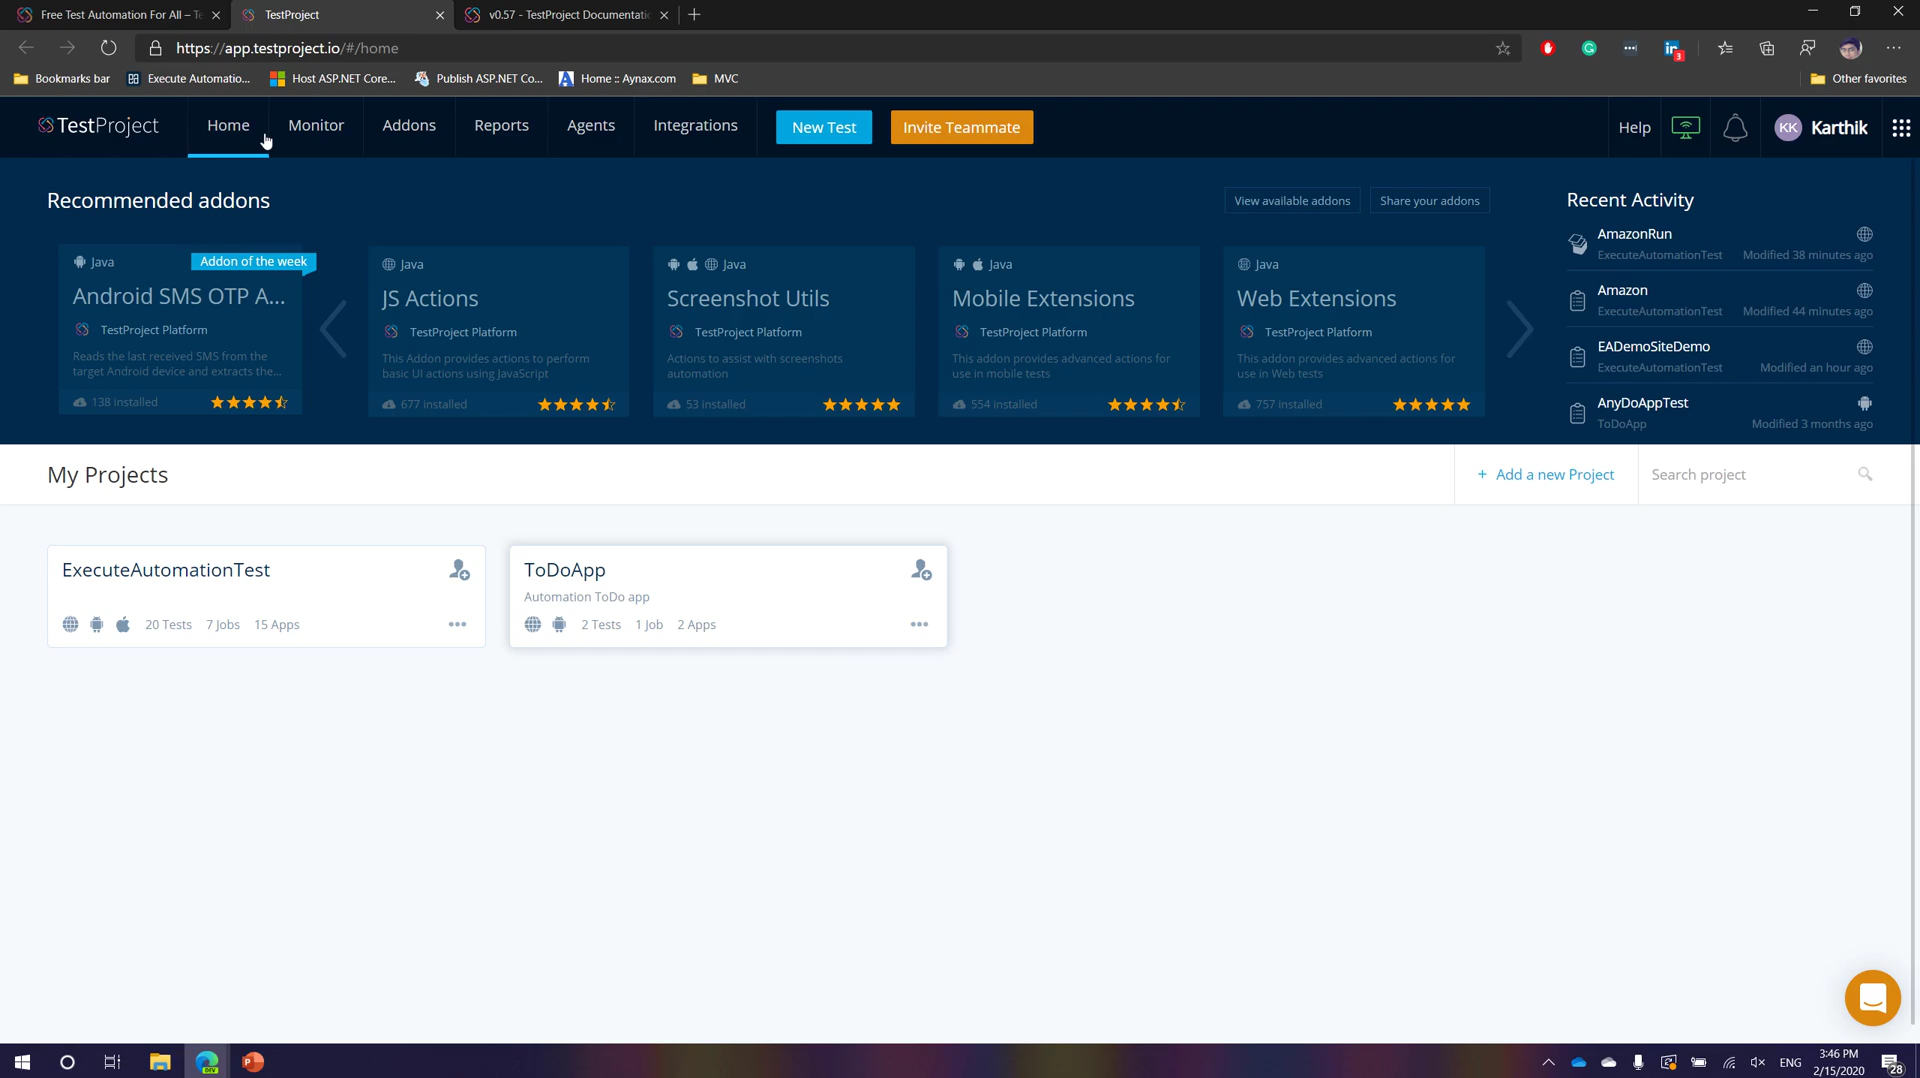 Free Test Automation For All – Te
TestProject
v0.57 - TestProject Documentatio
https://app.testproject.io/#/home
3
Bookmarks bar
Execute Automatio...
Host ASP.NET Core...
Publish ASP.NET Co...
Home :: Aynax.com
MVC
Other favorites
TestProject
Home
Monitor
Addons
Reports
Agents
Integrations
New Test
Invite Teammate
Help
KK
Karthik
Recommended addons
View available addons
Share your addons
Java
Addon of the week
Android SMS OTP A...
TestProject Platform
Reads the last received SMS from the
target Android device and extracts the...
138 installed
Java
JS Actions
TestProject Platform
This Addon provides actions to perform
basic UI actions using JavaScript
677 installed
Java
Screenshot Utils
TestProject Platform
Actions to assist with screenshots
automation
53 installed
Java
Mobile Extensions
TestProject Platform
This addon provides advanced actions for
use in mobile tests
554 installed
Java
Web Extensions
TestProject Platform
This addon provides advanced actions for
use in Web tests
757 installed
Recent Activity
AmazonRun
ExecuteAutomationTest Modified 38 minutes ago
Amazon
ExecuteAutomationTest Modified 44 minutes ago
EADemoSiteDemo
ExecuteAutomationTest Modified an hour ago
AnyDoAppTest
ToDoApp Modified 3 months ago
My Projects
+ Add a new Project
Search project
ExecuteAutomationTest
20 Tests 7 Jobs 15 Apps
ToDoApp
Automation ToDo app
2 Tests 1 Job 2 Apps
DEV
P
ENG
3:46 PM
2/15/2020
28